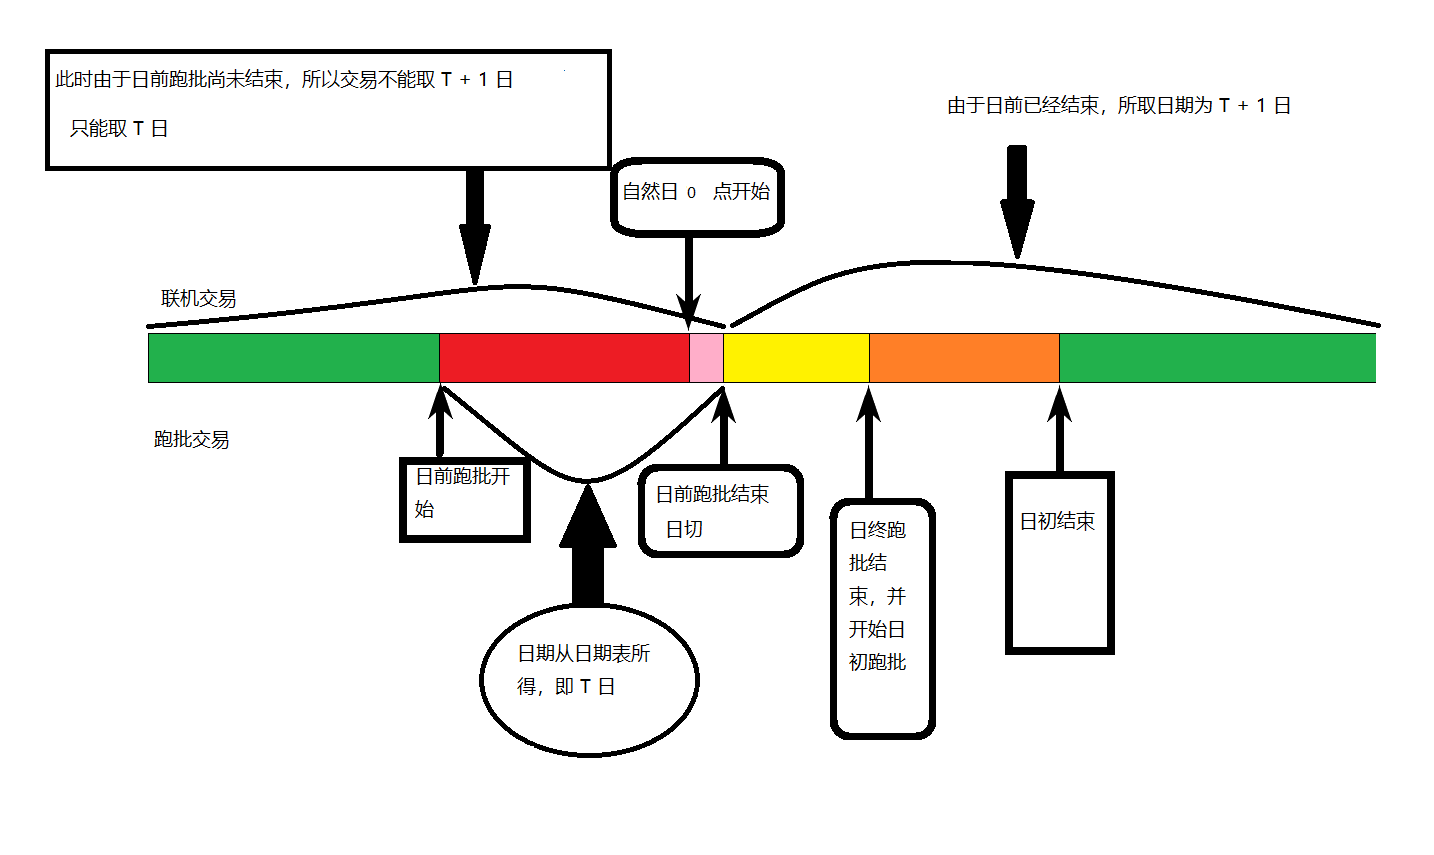 此时由于日前跑批尚未结束，所以交易不能取 T + 1 日
只能取 T 日
由于日前已经结束，所取日期为 T + 1 日
自然日 0 点开始
联机交易
跑批交易
日前跑批开
始
日前跑批结束
日切
日终跑
批结
束，并
开始日
初跑批
日初结束
日期从日期表所
得，即 T 日